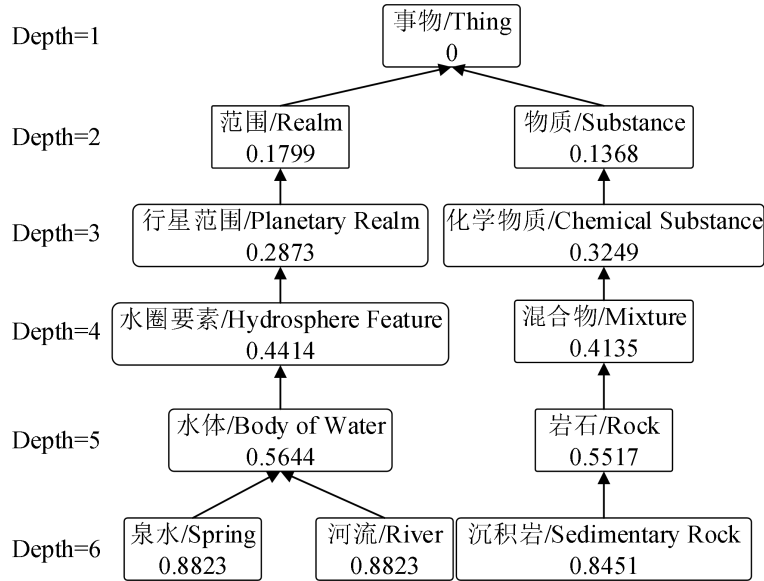 Depth=1
事物/Thing
0
Depth=2
范围/Realm
0.1799
物质/Substance
0.1368
Depth=3
行星范围/Planetary Realm
0.2873
化学物质/Chemical Substance
0.3249
Depth=4
水圈要素/Hydrosphere Feature
0.4414
混合物/Mixture
0.4135
Depth=5
水体/Body of Water
0.5644
岩石/Rock
0.5517
Depth=6
泉水/Spring
0.8823
河流/River
0.8823
沉积岩/Sedimentary Rock
0.8451